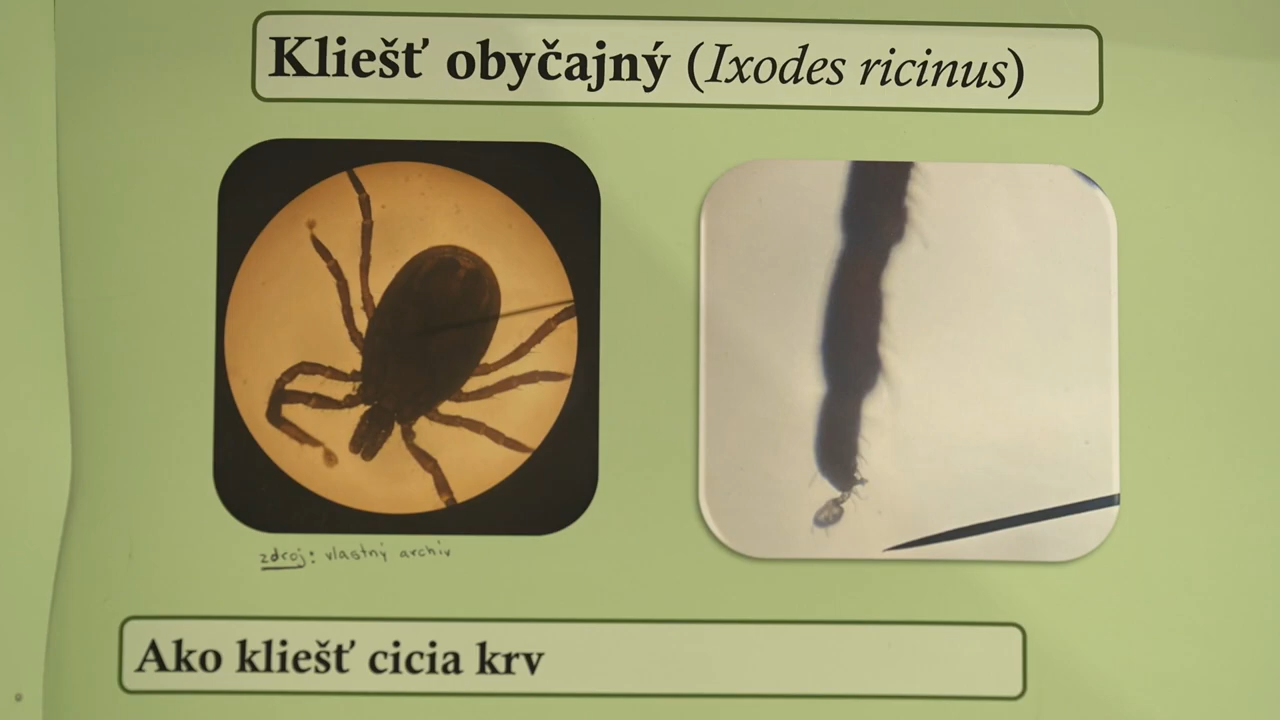 Kliešť obyčajný (Ixodes ricinus)
zdroj: vlastný archív
Ako kliešť cicia krv